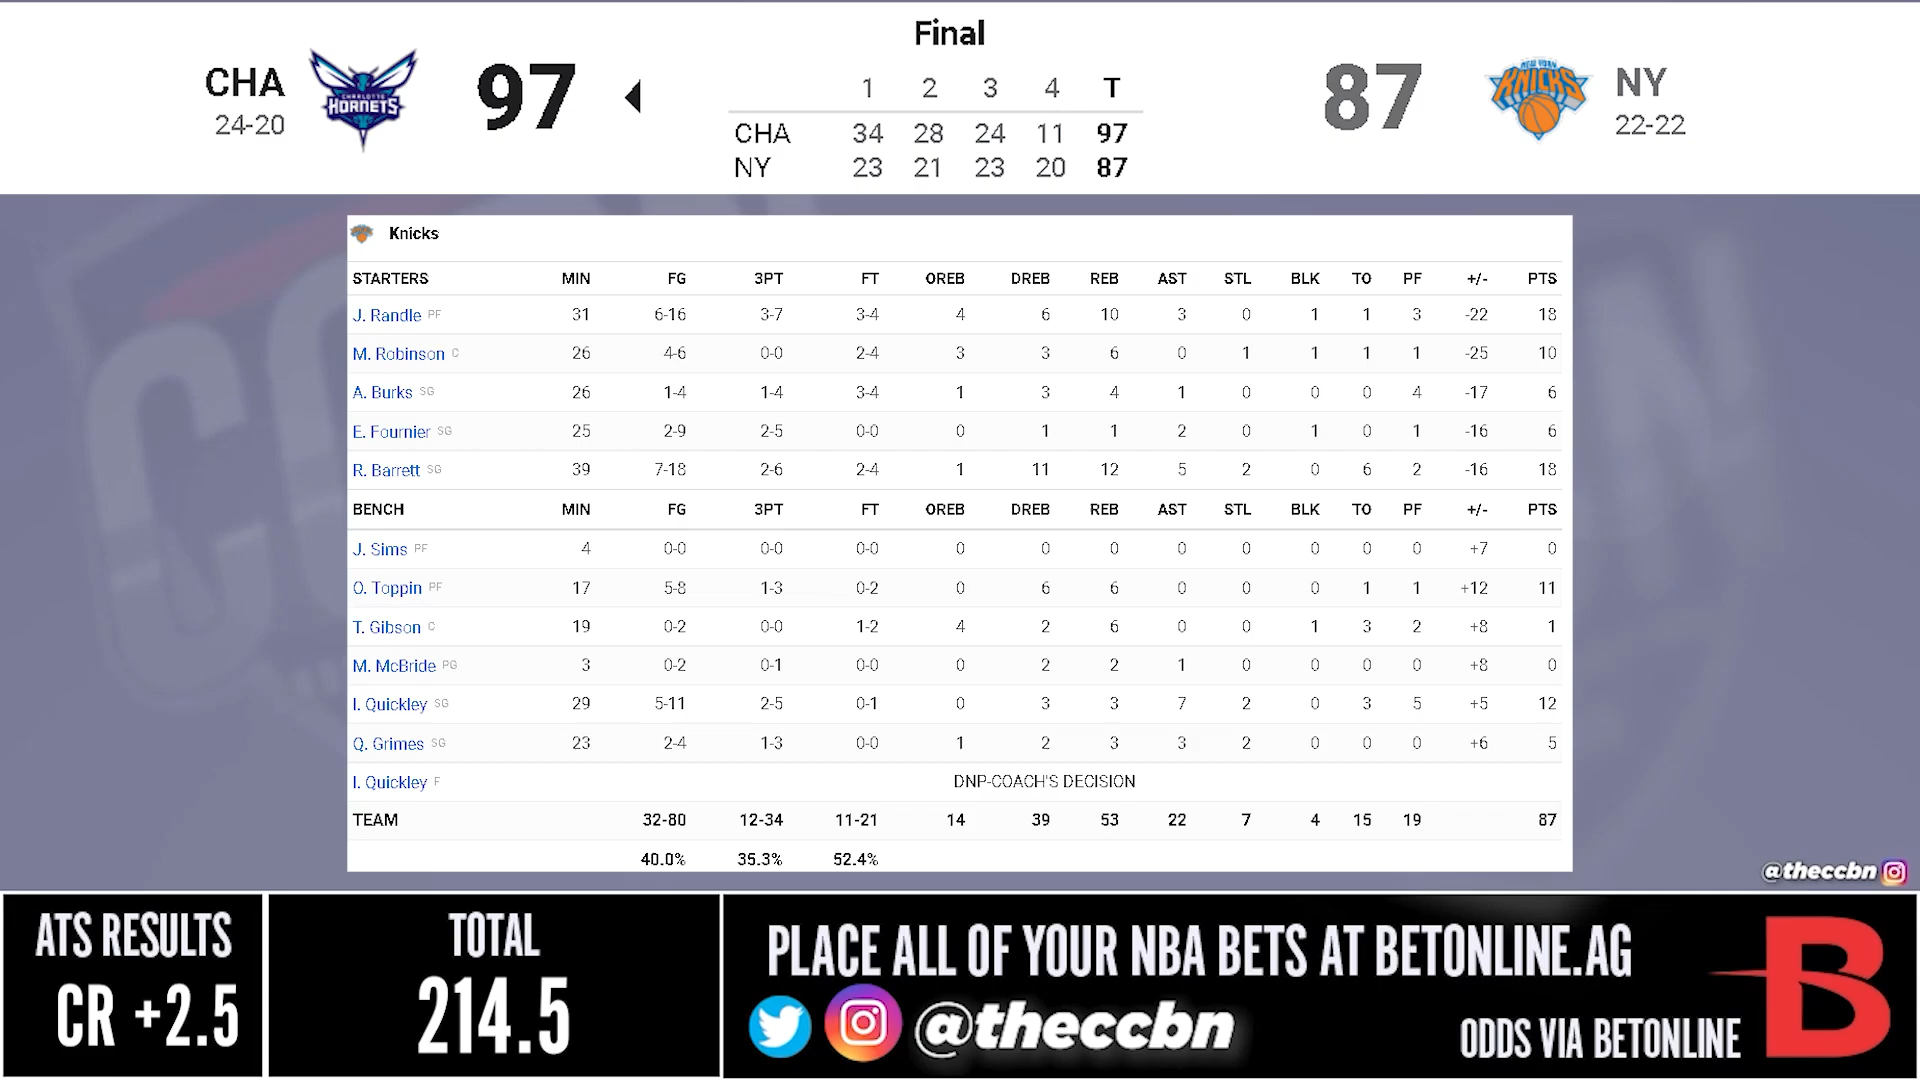 Final
CHA
24-20
CHARLOTTE
HORNETS
97
1 2 3 4 T
CHA 34 28 24 11 97
NY 23 21 23 20 87
87
NEW YORK
KNICKS
NY
22-22
Knicks
STARTERS MIN FG 3PT FT OREB DREB REB AST STL BLK TO PF +/- PTS
J. Randle PF 31 6-16 3-7 3-4 4 6 10 3 0 1 1 3 -22 18
M. Robinson C 26 4-6 0-0 2-4 3 3 6 0 1 1 1 1 -25 10
A. Burks SG 26 1-4 1-4 3-4 1 3 4 1 0 0 0 4 -17 6
E. Fournier SG 25 2-9 2-5 0-0 0 1 1 2 0 1 0 1 -16 6
R. Barrett SG 39 7-18 2-6 2-4 1 11 12 5 2 0 6 2 -16 18
BENCH MIN FG 3PT FT OREB DREB REB AST STL BLK TO PF +/- PTS
J. Sims PF 4 0-0 0-0 0-0 0 0 0 0 0 0 0 0 +7 0
O. Toppin PF 17 5-8 1-3 0-2 0 6 6 0 0 0 1 1 +12 11
T. Gibson C 19 0-2 0-0 1-2 4 2 6 0 0 1 3 2 +8 1
M. McBride PG 3 0-2 0-1 0-0 0 2 2 1 0 0 0 0 +8 0
I. Quickley SG 29 5-11 2-5 0-1 0 3 3 7 2 0 3 5 +5 12
Q. Grimes SG 23 2-4 1-3 0-0 1 2 3 3 2 0 0 0 +6 5
I. Quickley F DNP-COACH'S DECISION
TEAM 32-80 12-34 11-21 14 39 53 22 7 4 15 19 87
40.0% 35.3% 52.4%
@theccbn
ATS RESULTS
CR +2.5
TOTAL
214.5
PLACE ALL OF YOUR NBA BETS AT BETONLINE.AG
@theccbn
ODDS VIA BETONLINE
B